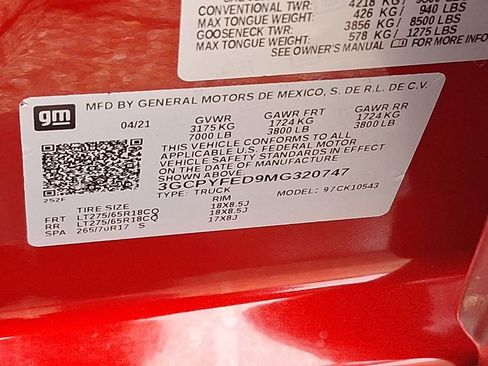 CONVENTIONAL TWR: 4218 KG /
MAX TONGUE WEIGHT: 426 KG / 940 LBS
GOOSENECK TWR: 3856 KG / 8500 LBS
MAX TONGUE WEIGHT: 578 KG / 1275 LBS
SEE OWNER'S MANUAL gm FOR MORE INFO
gm
MFD BY GENERAL MOTORS DE MEXICO, S. DE R.L. DE C.V.
04/21 GVWR GAWR FRT GAWR RR
3175 KG 1724 KG 1724 KG
7000 LB 3800 LB 3800 LB
THIS VEHICLE CONFORMS TO ALL
APPLICABLE U.S. FEDERAL MOTOR
VEHICLE SAFETY STANDARDS IN EFFECT
ON THE DATE OF MANUFACTURE
SHOWN ABOVE
3GCPYFED9MG320747
TYPE: TRUCK MODEL: 97CK10543
252F
TIRE SIZE RIM
FRT LT275/65R18CQ 18X8.5J
RR LT275/65R18CQ 18X8.5J
SPA 265/70R17 S 17X8J